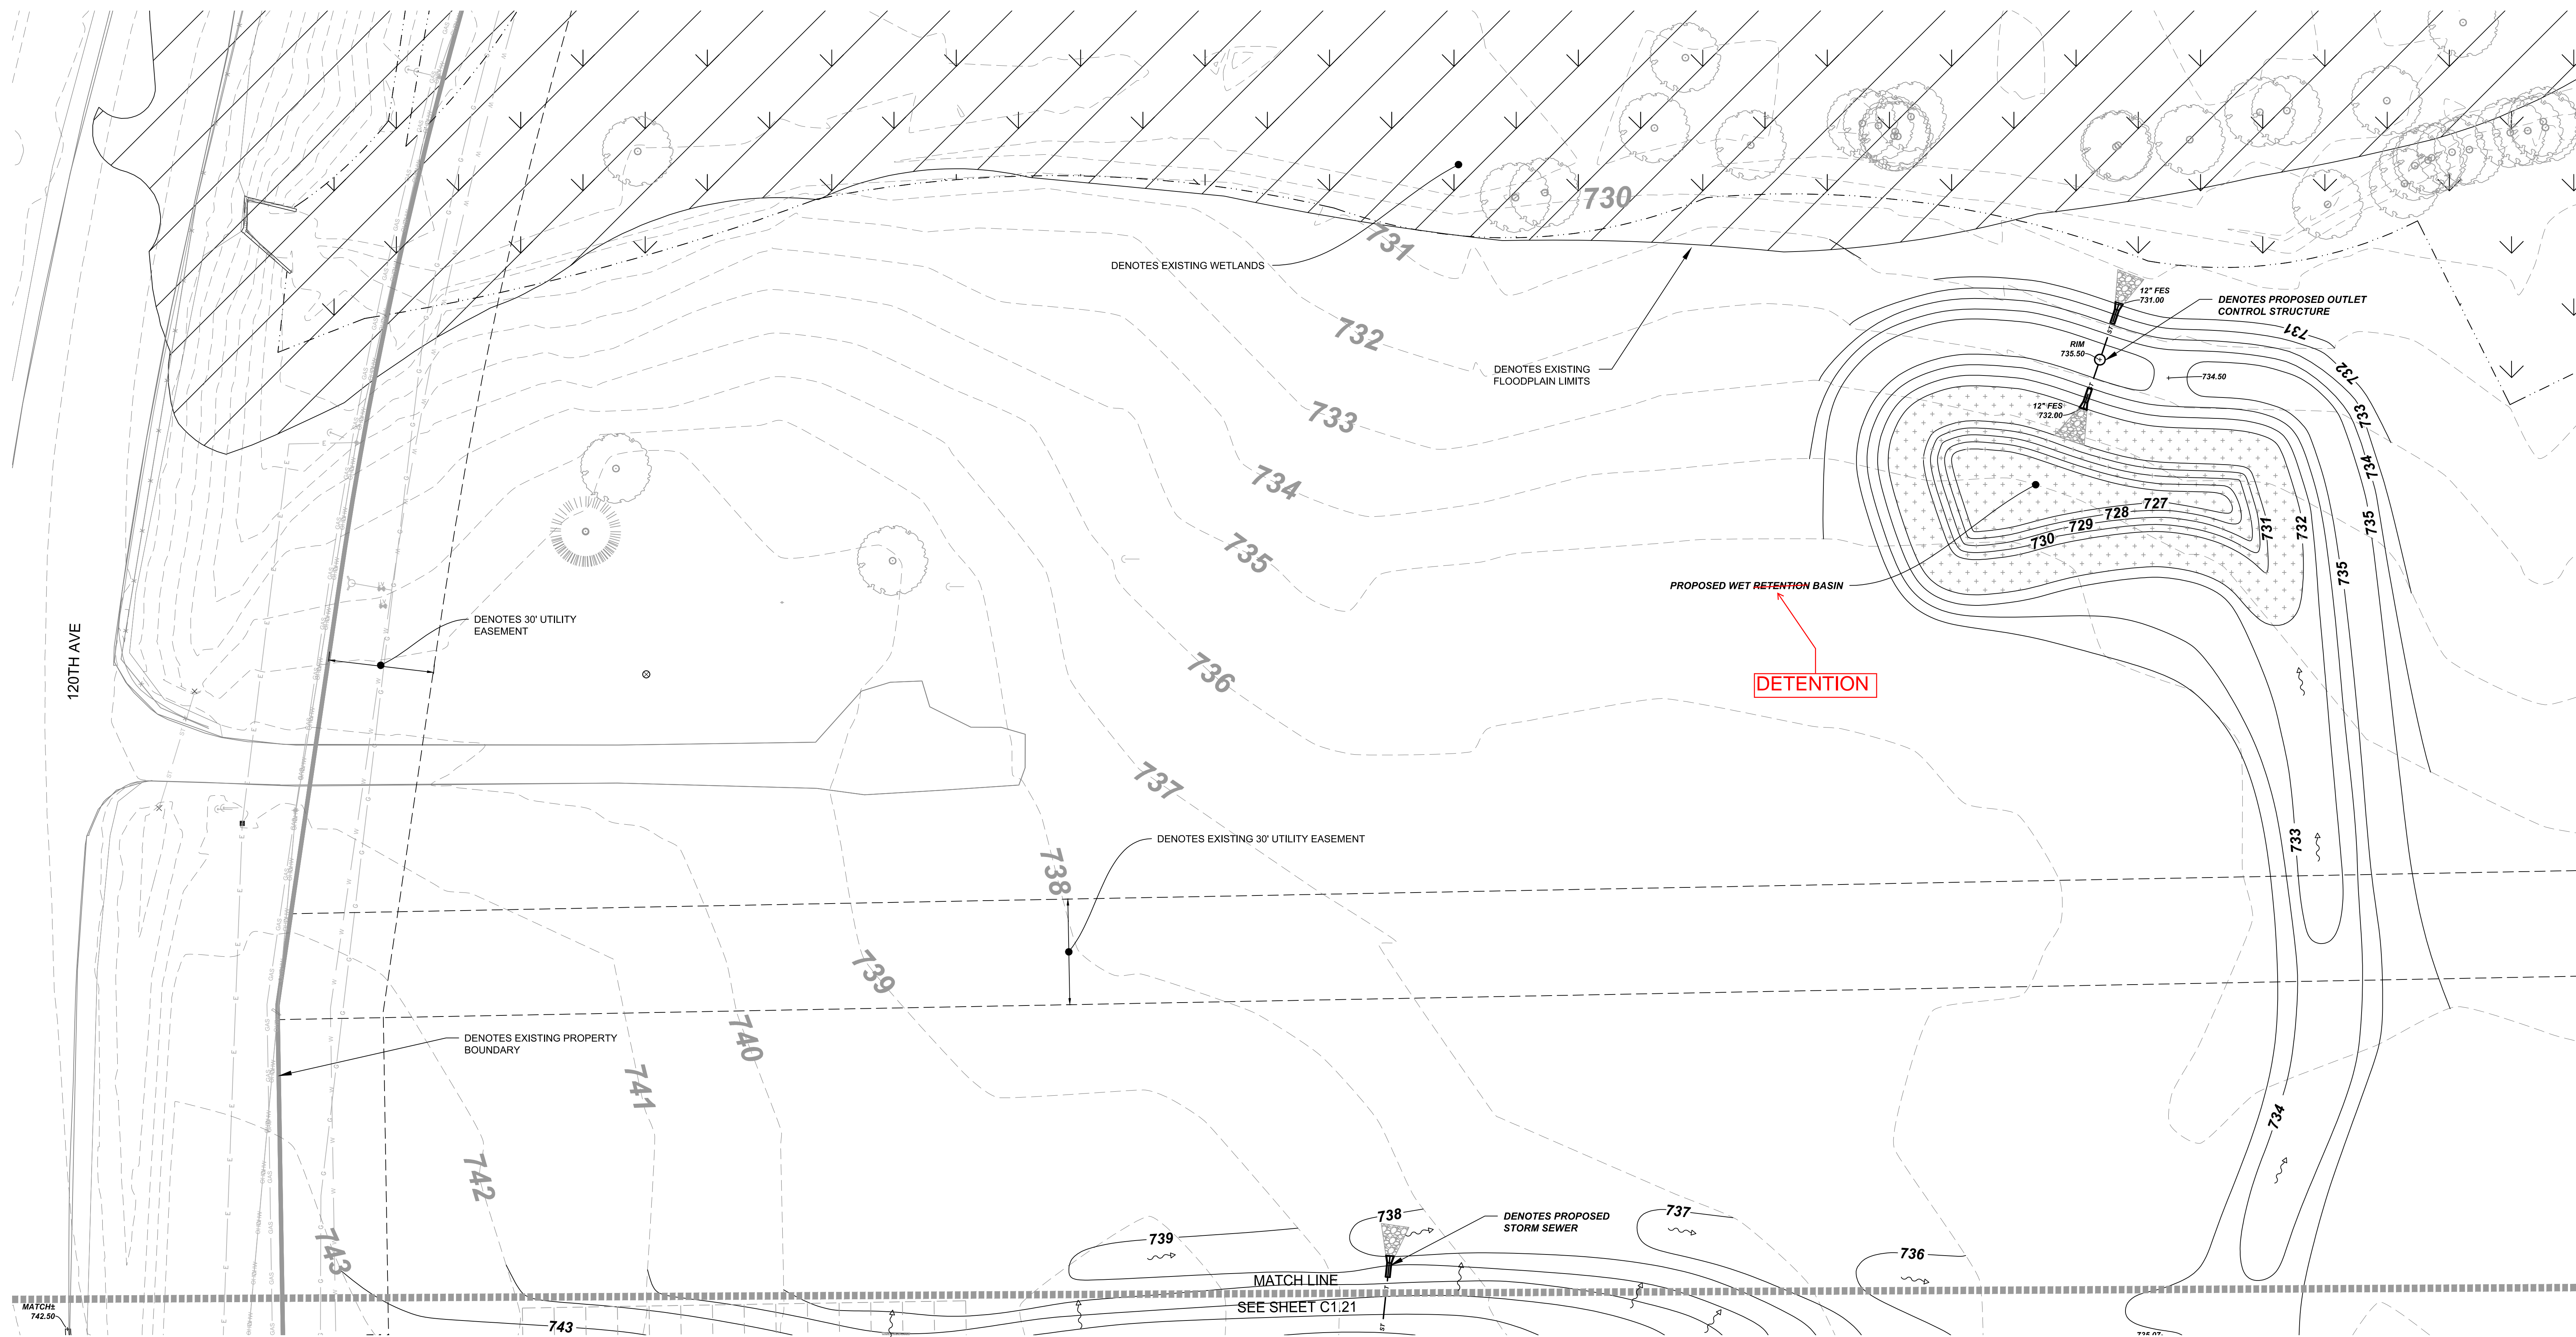 730
731
DENOTES EXISTING WETLANDS
12" FES
731.00
DENOTES PROPOSED OUTLET
CONTROL STRUCTURE
731
732
RIM
735.50
732
DENOTES EXISTING
FLOODPLAIN LIMITS
734.50
733
12" FES
732.00
733
734
734
735
727
728
729
730
731
732
735
735
PROPOSED WET RETENTION BASIN
DETENTION
DENOTES 30' UTILITY
EASEMENT
120TH AVE
736
737
DENOTES EXISTING 30' UTILITY EASEMENT
733
738
739
740
DENOTES EXISTING PROPERTY
BOUNDARY
741
734
742
743
739
738
DENOTES PROPOSED
STORM SEWER
737
736
MATCH LINE
SEE SHEET C1.21
MATCH±
742.50
743
ST